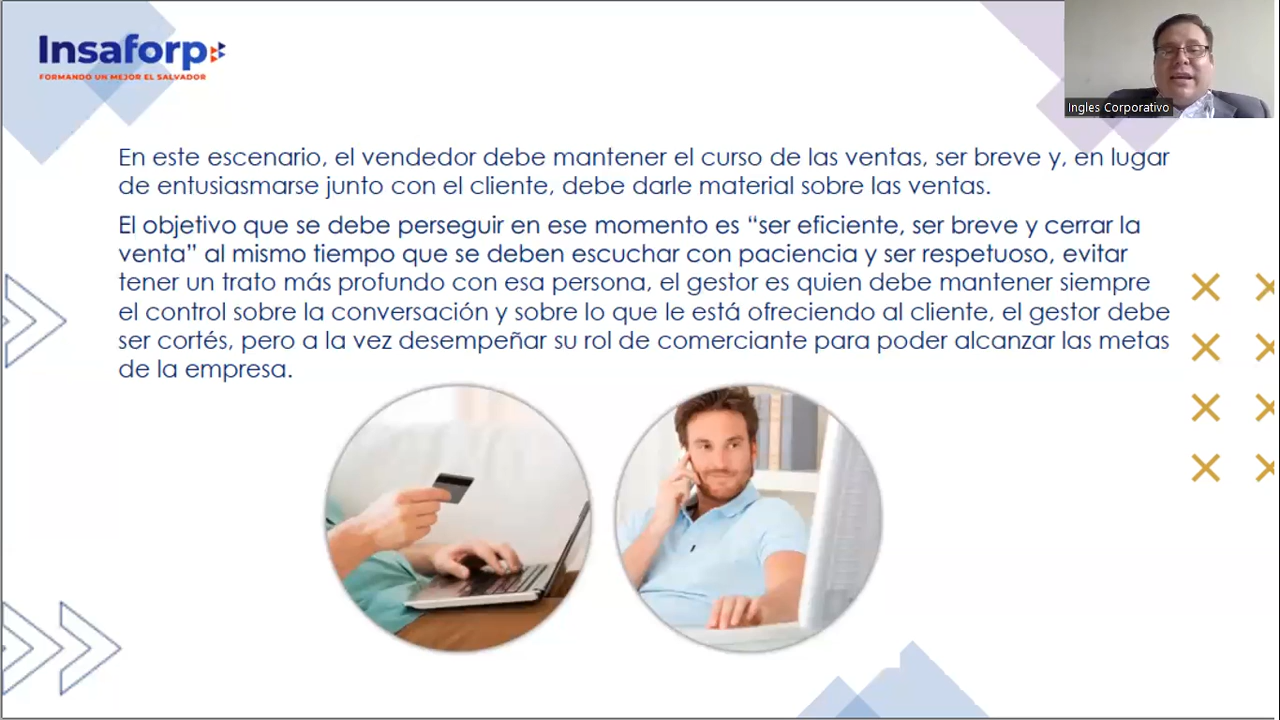 Insaforp
FORMANDO UN MEJOR EL SALVADOR
Ingles Corporativo
En este escenario, el vendedor debe mantener el curso de las ventas, ser breve y, en lugar
de entusiasmarse junto con el cliente, debe darle material sobre las ventas.
El objetivo que se debe perseguir en ese momento es “ser eficiente, ser breve y cerrar la
venta” al mismo tiempo que se deben escuchar con paciencia y ser respetuoso, evitar
tener un trato más profundo con esa persona, el gestor es quien debe mantener siempre
el control sobre la conversación y sobre lo que le está ofreciendo al cliente, el gestor debe
ser cortés, pero a la vez desempeñar su rol de comerciante para poder alcanzar las metas
de la empresa.